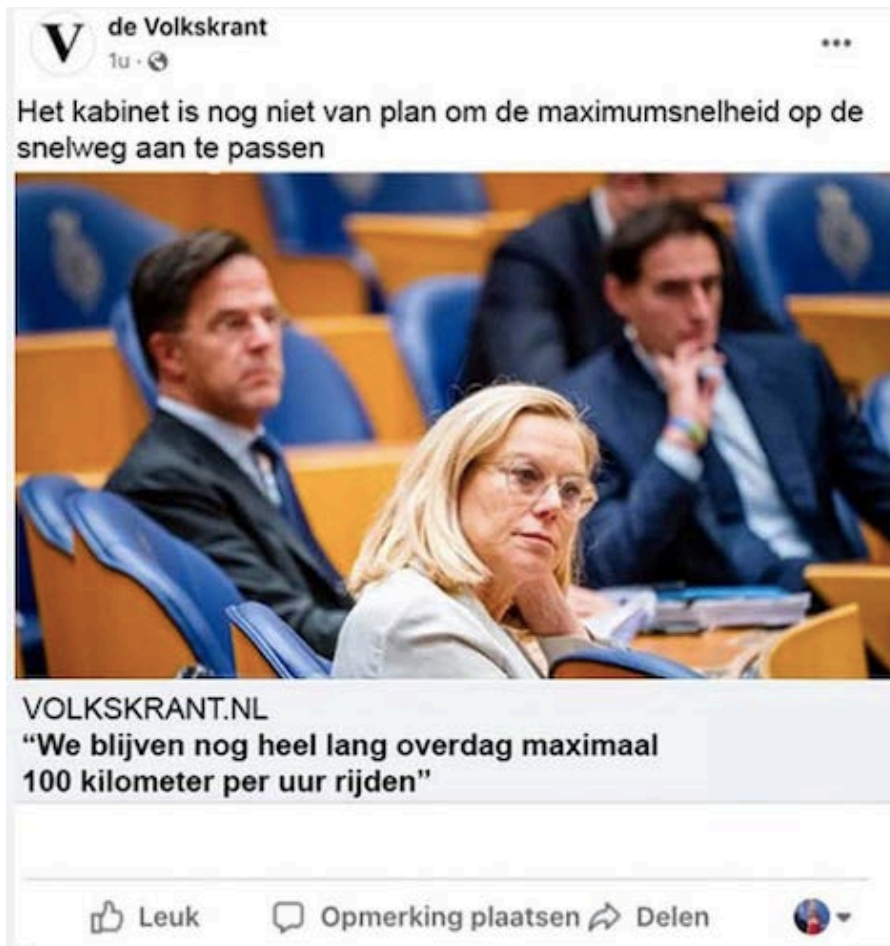 V
de Volkskrant
1u ·
Het kabinet is nog niet van plan om de maximumsnelheid op de
snelweg aan te passen
VOLKSKRANT.NL
“We blijven nog heel lang overdag maximaal
100 kilometer per uur rijden”
Leuk
Opmerking plaatsen
Delen